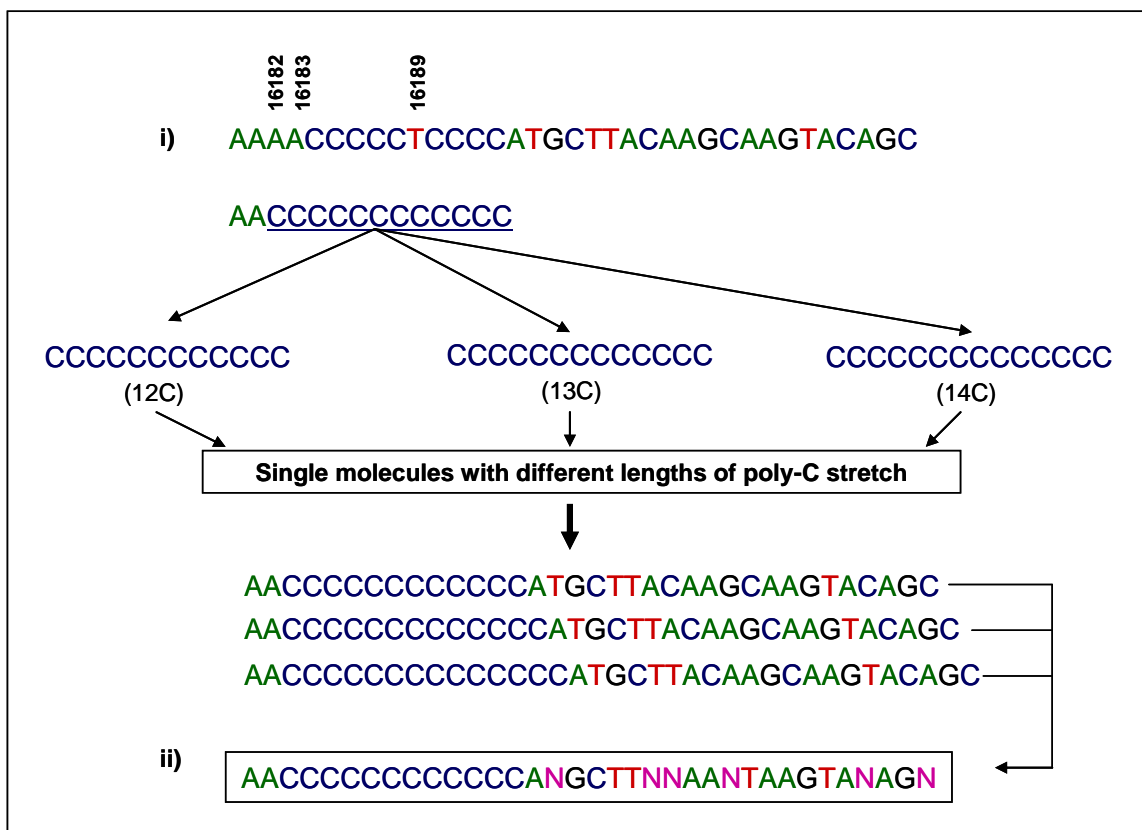 16182
16183
16189
i) AAAACCCCCTCCCCATGCTTACAAGCAAGTACAGC
AACCCCCCCCCCCC
CCCCCCCCCCCC CCCCCCCCCCCCC CCCCCCCCCCCCCC
(12C) (13C) (14C)
Single molecules with different lengths of poly-C stretch
AACCCCCCCCCCCCATGCTTACAAGCAAGTACAGC
AACCCCCCCCCCCCCATGCTTACAAGCAAGTACAGC
AACCCCCCCCCCCCCCATGCTTACAAGCAAGTACAGC
ii) AACCCCCCCCCCCCANGCTTNNAANTAAGTANAGN